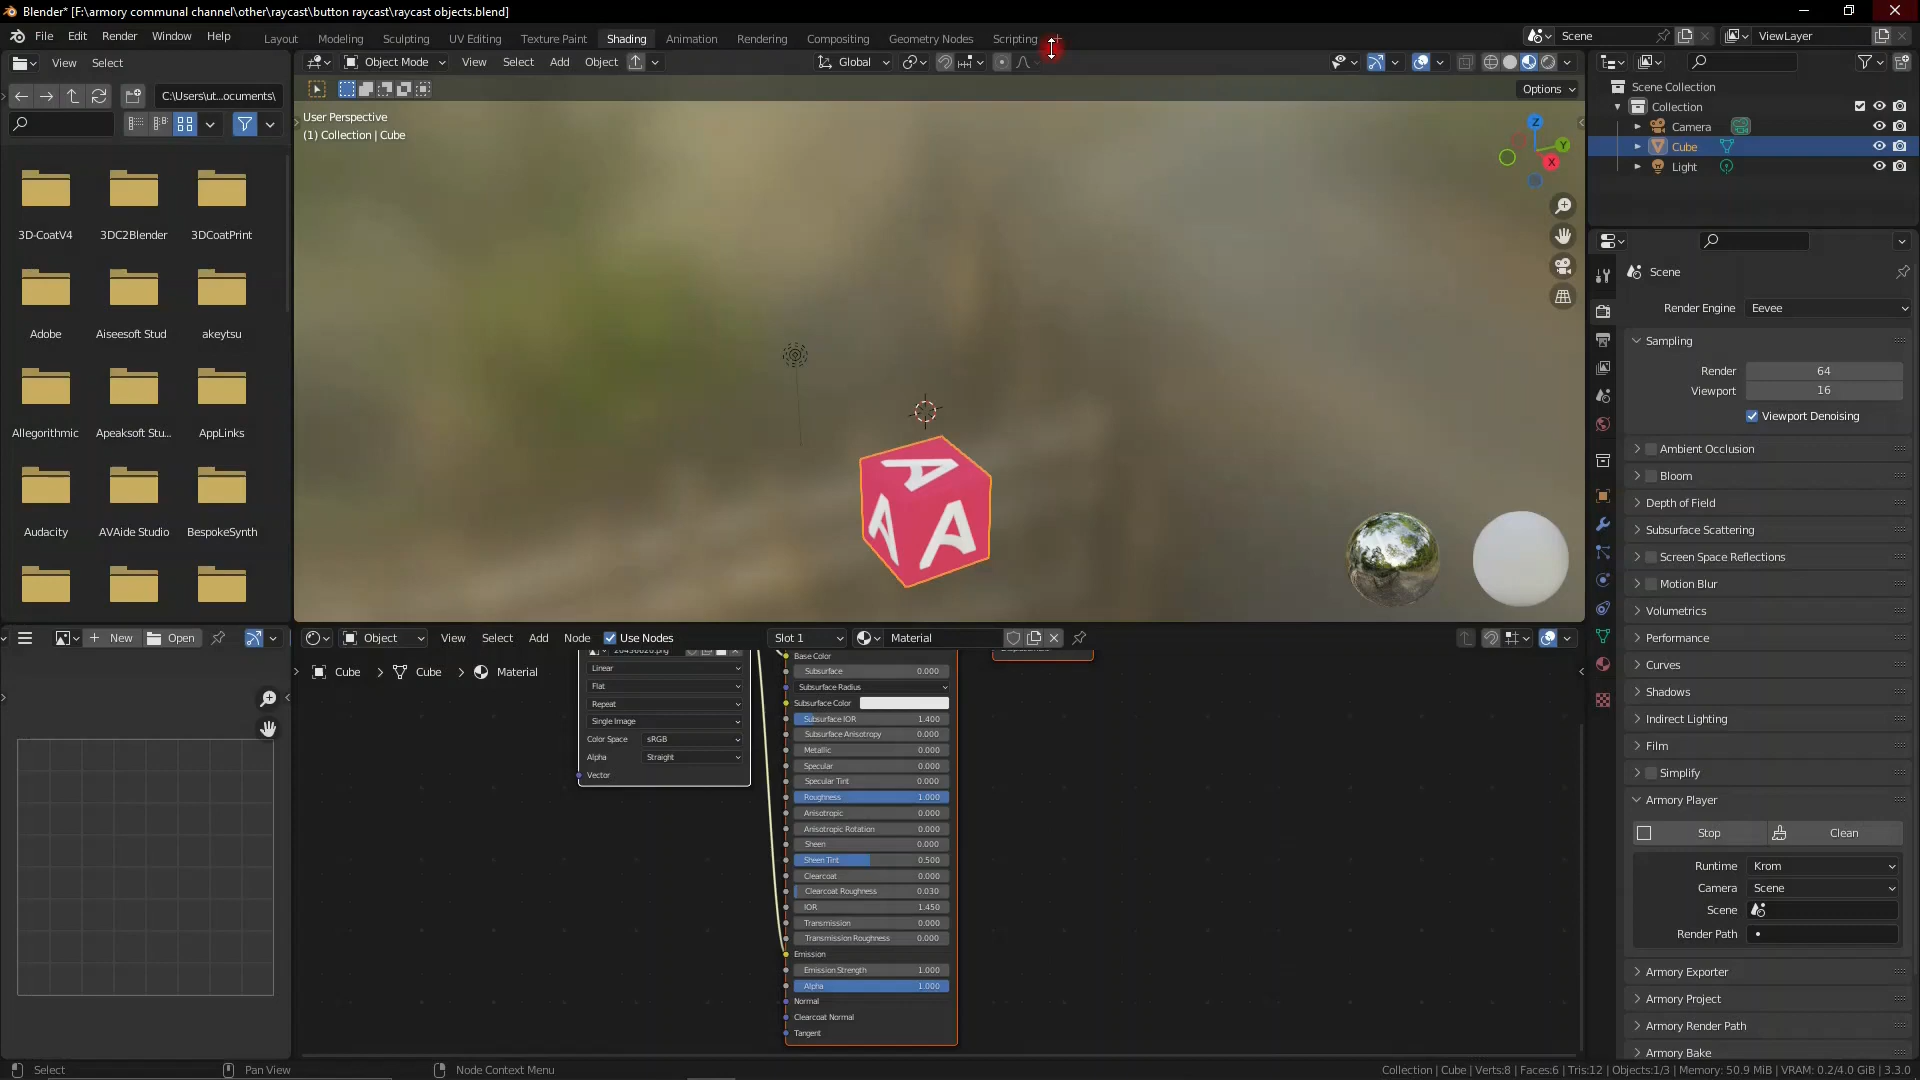 Blender* [F:\armory communal channel\other\raycast\button raycast\raycast objects.blend]
File Edit Render Window Help Layout Modeling Sculpting UV Editing Texture Paint Shading Animation Rendering Compositing Geometry Nodes Scripting Scene ViewLayer
View Select Object Mode View Select Add Object Global
C:\Users\ut...ocuments\
Options
User Perspective
(1) Collection | Cube
Z
Y
X
3D-CoatV4 3DC2Blender 3DCoatPrint
Adobe Aiseesoft Stud akeytsu
Allegorithmic Apeaksoft Stu... AppLinks
Audacity AVAide Studio BespokeSynth
A
A
A
Scene Collection
Collection
Camera
Cube
Light
Scene
Render Engine Eevee
Sampling
Render 64
Viewport 16
Viewport Denoising
Ambient Occlusion
Bloom
Depth of Field
Subsurface Scattering
Screen Space Reflections
Motion Blur
Volumetrics
Performance
Curves
Shadows
Indirect Lighting
Film
Simplify
Armory Player
Stop Clean
Runtime Krom
Camera Scene
Scene
Render Path
Armory Exporter
Armory Project
Armory Render Path
Armory Bake
New Open
Object View Select Add Node Use Nodes Slot 1 Material
Cube > Cube > Material
Linear
Flat
Repeat
Single Image
Color Space sRGB
Alpha Straight
Vector
Base Color
Subsurface 0.000
Subsurface Radius
Subsurface Color
Subsurface IOR 1.400
Subsurface Anisotropy 0.000
Metallic 0.000
Specular 0.000
Specular Tint 0.000
Roughness 1.000
Anisotropic 0.000
Anisotropic Rotation 0.000
Sheen 0.000
Sheen Tint 0.500
Clearcoat 0.000
Clearcoat Roughness 0.030
IOR 1.450
Transmission 0.000
Transmission Roughness 0.000
Emission
Emission Strength 1.000
Alpha 1.000
Normal
Clearcoat Normal
Tangent
Select Pan View Node Context Menu Collection | Cube | Verts:8 | Faces:6 | Tris:12 | Objects:1/3 | Memory: 50.9 MiB | VRAM: 0.2/4.0 GiB | 3.3.0